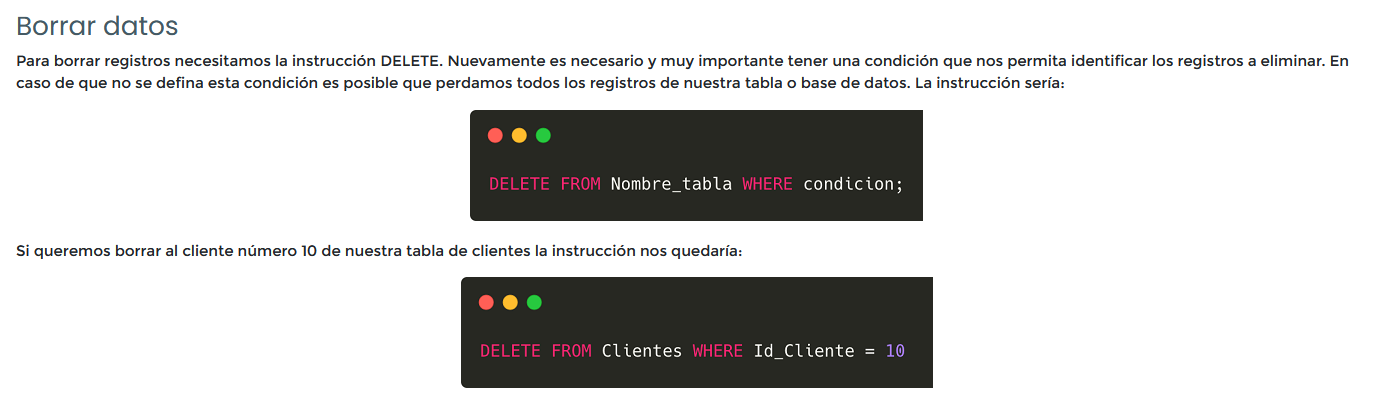 Borrar datos
Para borrar registros necesitamos la instrucción DELETE. Nuevamente es necesario y muy importante tener una condición que nos permita identificar los registros a eliminar. En
caso de que no se defina esta condición es posible que perdamos todos los registros de nuestra tabla o base de datos. La instrucción sería:
DELETE FROM Nombre_tabla WHERE condicion;
Si queremos borrar al cliente número 10 de nuestra tabla de clientes la instrucción nos quedaría:
DELETE FROM Clientes WHERE Id_Cliente = 10